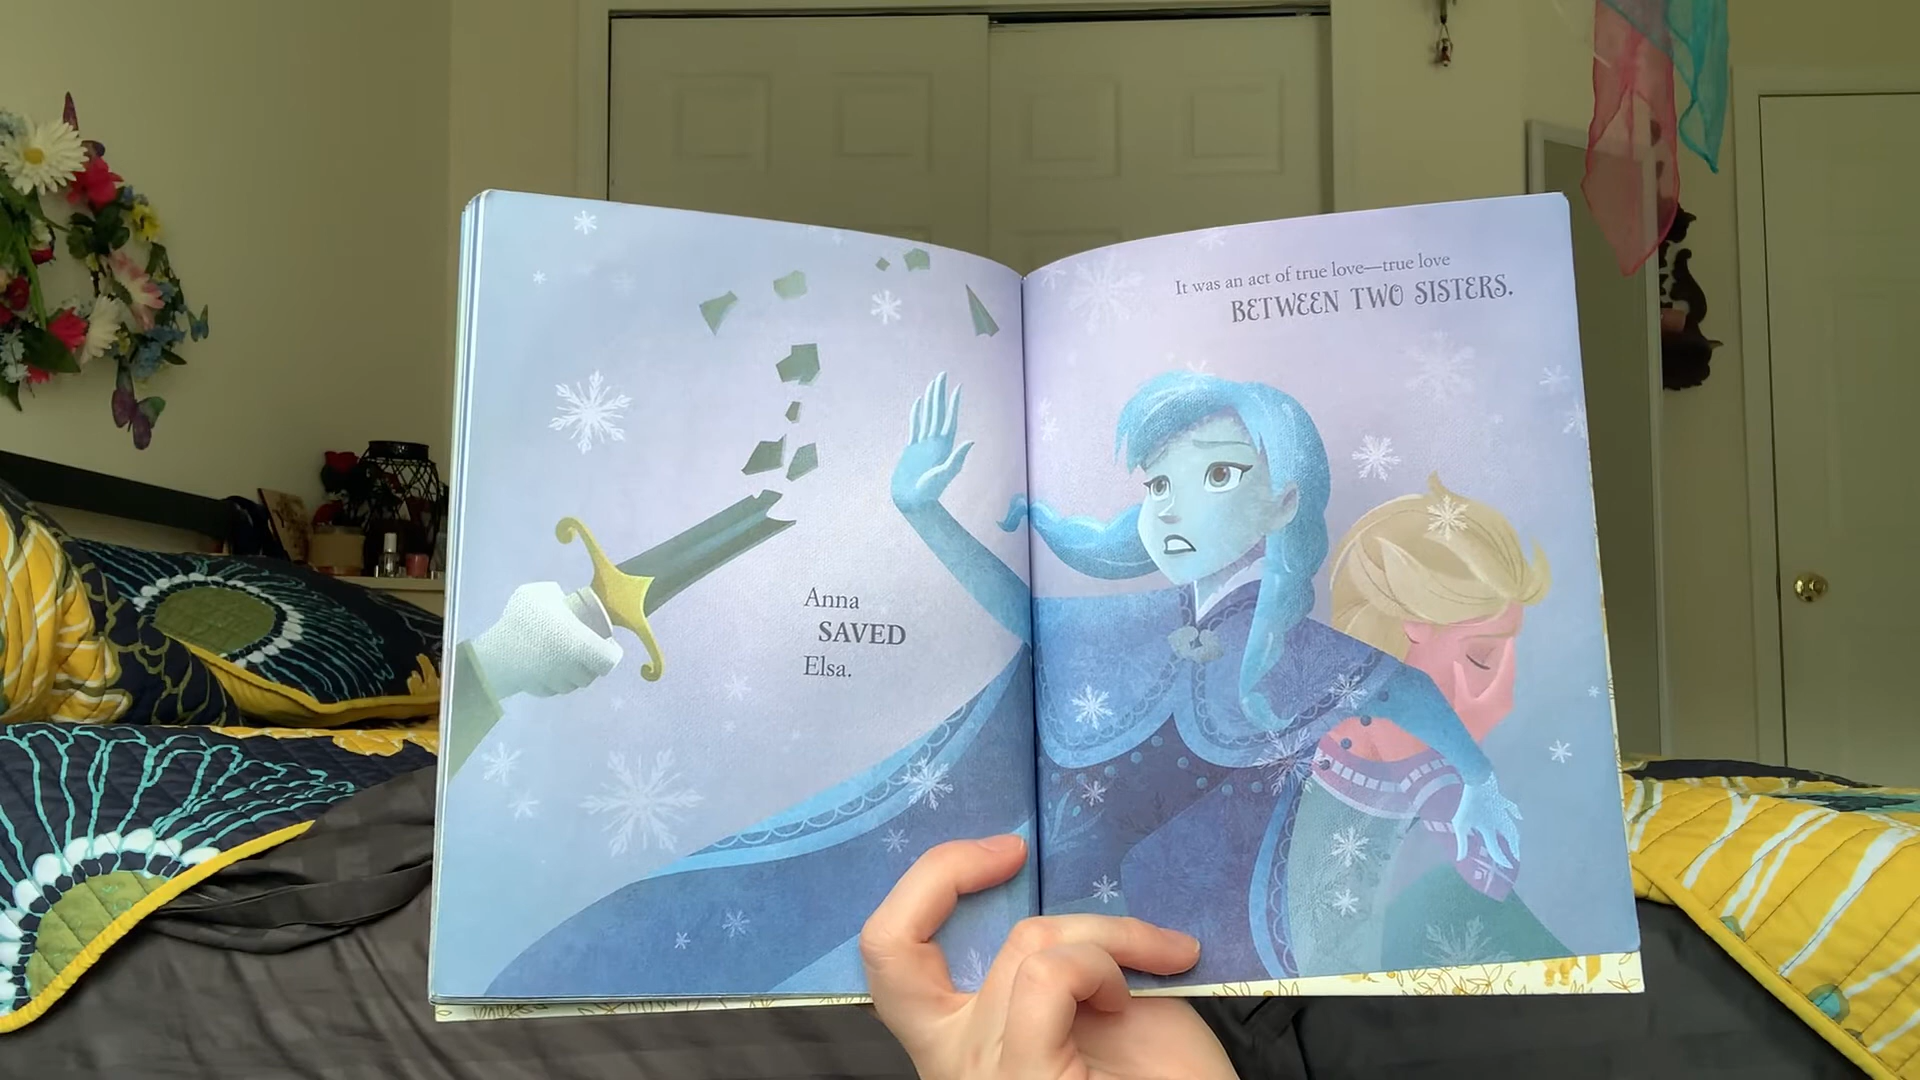 Anna
SAVED
Elsa.
It was an act of true love—true love
BETWEEN TWO SISTERS.